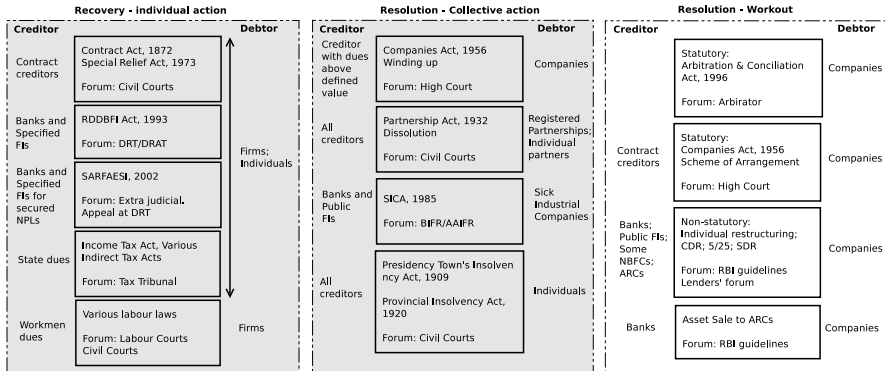 Recovery - individual action
Creditor
Debtor
Contract
creditors
Contract Act, 1872
Special Relief Act, 1973
Forum: Civil Courts
Banks and
Specified
FIs
RDDBFI Act, 1993
Forum: DRT/DRAT
Firms;
Individuals
Banks and
Specified
FIs for
secured
NPLs
SARFAESI, 2002
Forum: Extra judicial.
Appeal at DRT
State dues
Income Tax Act, Various
Indirect Tax Acts
Forum: Tax Tribunal
Workmen
dues
Various labour laws
Forum: Labour Courts
Civil Courts
Firms
Resolution - Collective action
Creditor
Debtor
Creditor
with dues
above
defined
value
Companies Act, 1956
Winding up
Forum: High Court
Companies
All
creditors
Partnership Act, 1932
Dissolution
Forum: Civil Courts
Registered
Partnerships;
Individual
partners
Banks and
Public
FIs
SICA, 1985
Forum: BIFR/AAIFR
Sick
Industrial
Companies
All
creditors
Presidency Town's Insolven
ncy Act, 1909
Provincial Insolvency Act,
1920
Forum: Civil Courts
Individuals
Resolution - Workout
Creditor
Debtor
Statutory:
Arbitration & Conciliation
Act, 1996
Forum: Arbirator
Companies
Contract
creditors
Statutory:
Companies Act, 1956
Scheme of Arrangement
Forum: High Court
Companies
Banks;
Public FIs;
Some
NBFCs;
ARCs
Non-statutory:
Individual restructuring;
CDR; 5/25; SDR
Forum: RBI guidelines
Lenders' forum
Companies
Banks
Asset Sale to ARCs
Forum: RBI guidelines
Companies